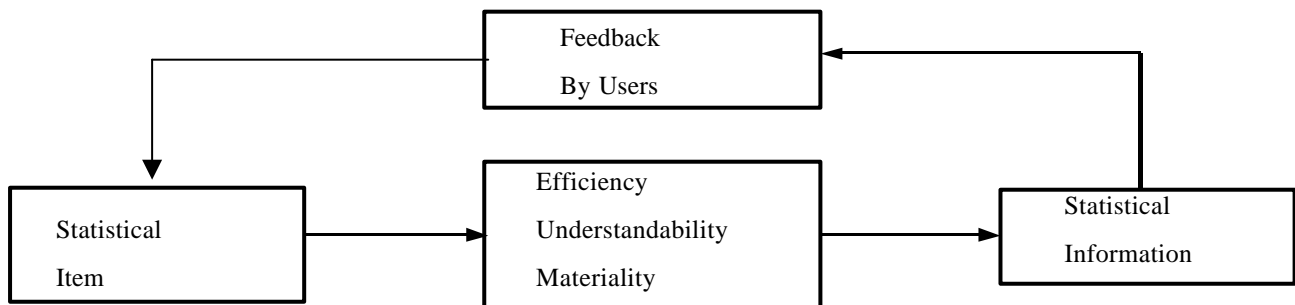 Feedback
By Users
Statistical
Item
Efficiency
Understandability
Materiality
Statistical
Information